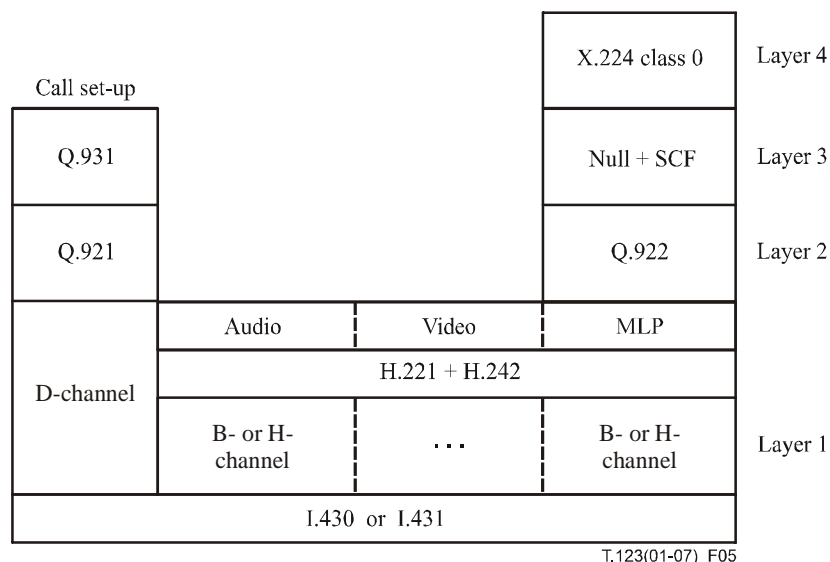 X.224 class 0
Layer 4
Call set-up
Q.931
Null + SCF
Layer 3
Q.921
Q.922
Layer 2
Audio
Video
MLP
H.221 + H.242
D-channel
B- or H-
channel
. . .
B- or H-
channel
Layer 1
I.430 or I.431
T.123(01-07)_F05